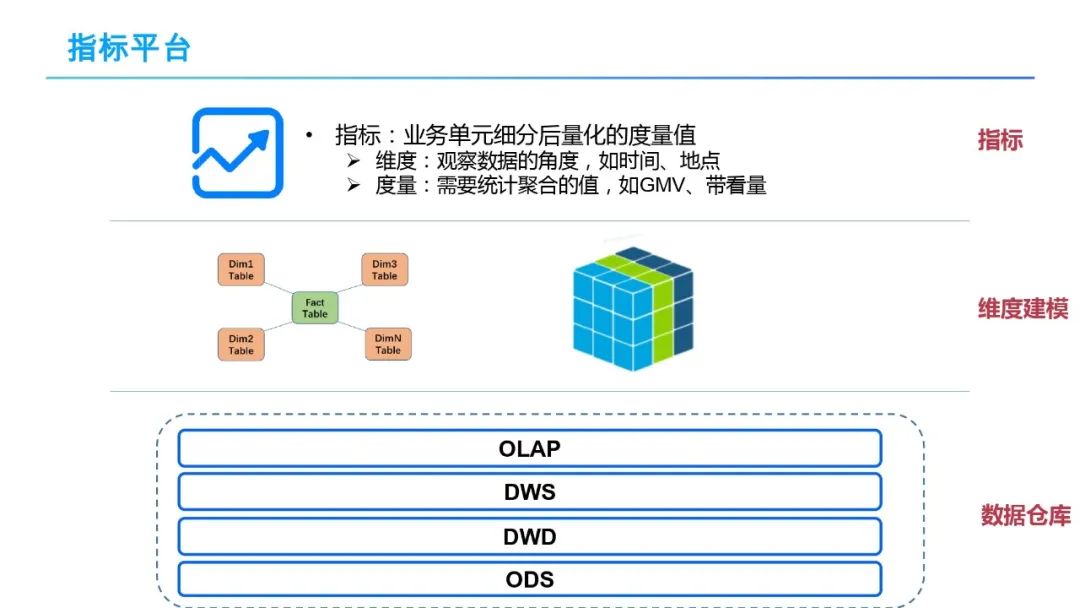 指标平台
• 指标：业务单元细分后量化的度量值
➢ 维度：观察数据的角度，如时间、地点
➢ 度量：需要统计聚合的值，如GMV、带看量
指标
Dim1
Table
Dim3
Table
Fact
Table
Dim2
Table
DimN
Table
维度建模
OLAP
DWS
DWD
ODS
数据仓库